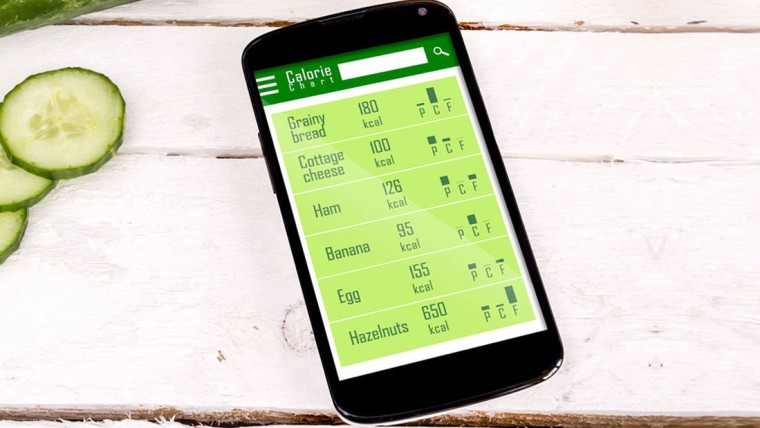 Calorie
Chart
Grainy bread 180 kcal P C F
Cottage cheese 100 kcal P C F
Ham 126 kcal P C F
Banana 95 kcal P C F
Egg 155 kcal P C F
Hazelnuts 650 kcal P C F